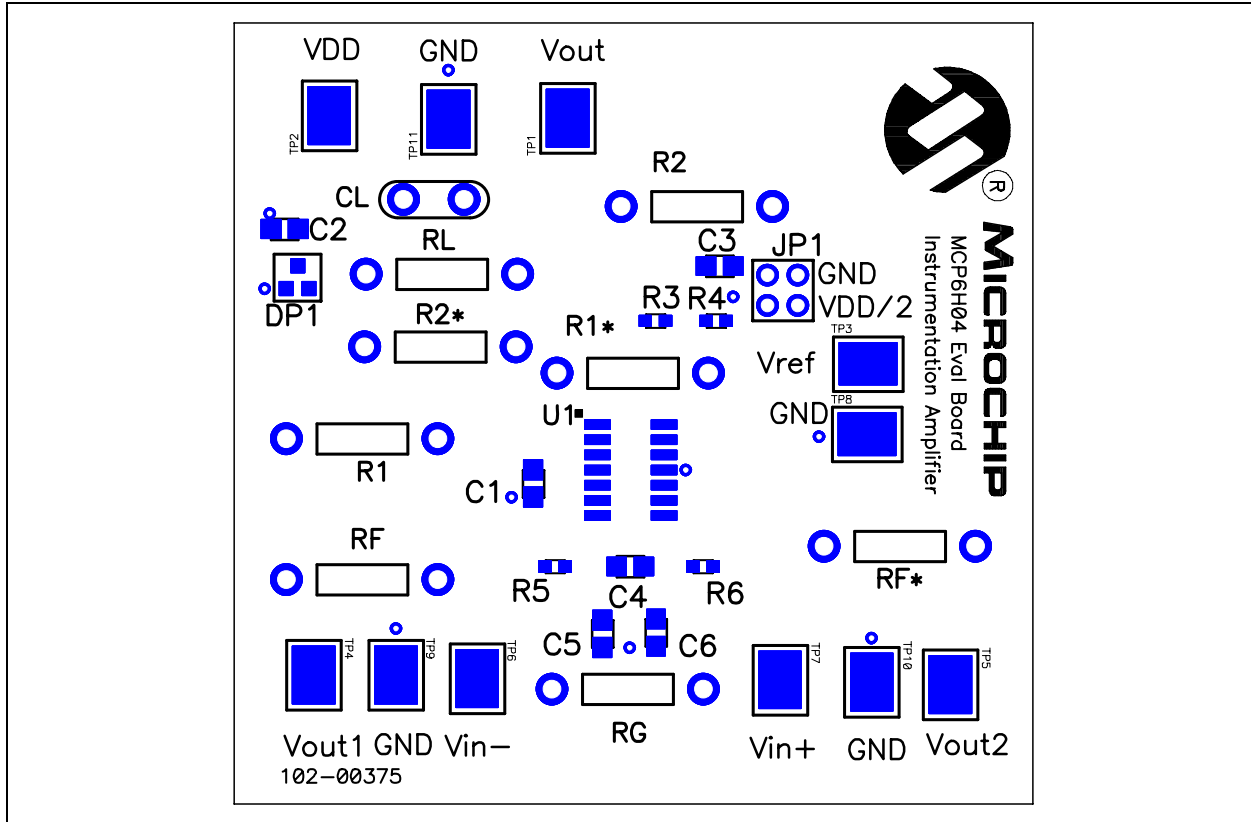 VDD GND Vout
TP2 TP11 TP1
R2
CL
®
C2
RL
C3 JP1
GND
VDD/2
DP1
R2*
R3 R4
R1*
TP3
Vref
TP8
GND
U1
MICROCHIP
MCP6H04 Eval Board
Instrumentation Amplifier
R1
C1
RF
RF*
R5 C4 R6
C5 C6
TP4 TP9 TP6 TP7 TP10 TP5
RG
Vout1 GND Vin- Vin+ GND Vout2
102-00375